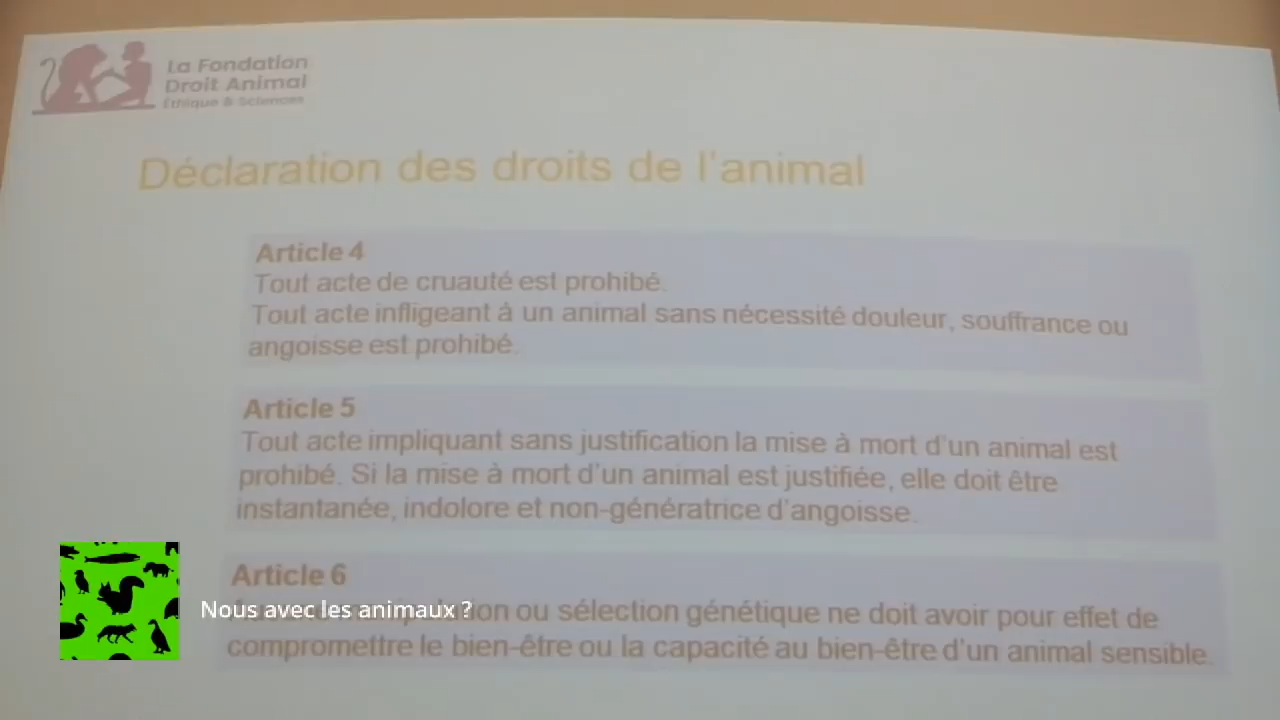 La Fondation
Droit Animal
Éthique & Sciences
Déclaration des droits de l'animal
Article 4
Tout acte de cruauté est prohibé.
Tout acte infligeant à un animal sans nécessité douleur, souffrance ou
angoisse est prohibé.
Article 5
Tout acte impliquant sans justification la mise à mort d'un animal est
prohibé. Si la mise à mort d'un animal est justifiée, elle doit être
instantanée, indolore et non-génératrice d'angoisse.
Article 6
ou sélection génétique ne doit avoir pour effet de
compromettre le bien-être ou la capacité au bien-être d'un animal sensible.
Nous avec les animaux ?